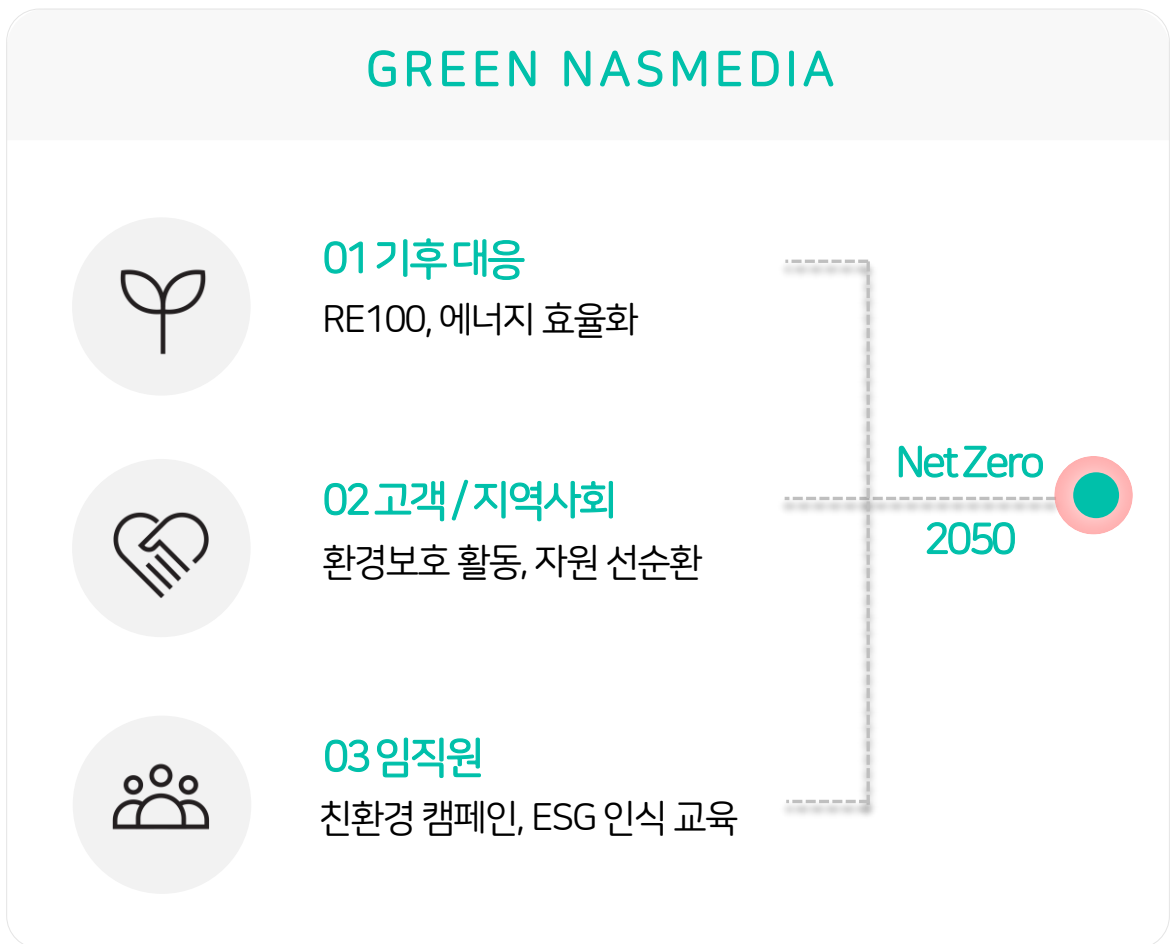 GREEN NASMEDIA
01 기후 대응
RE100, 에너지 효율화
02 고객 / 지역사회
환경보호 활동, 자원 선순환
03 임직원
친환경 캠페인, ESG 인식 교육
Net Zero
2050